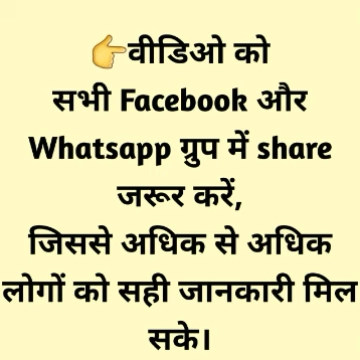 👉वीडिओ को
सभी Facebook और
Whatsapp ग्रुप में share
जरूर करें,
जिससे अधिक से अधिक
लोगों को सही जानकारी मिल
सके।